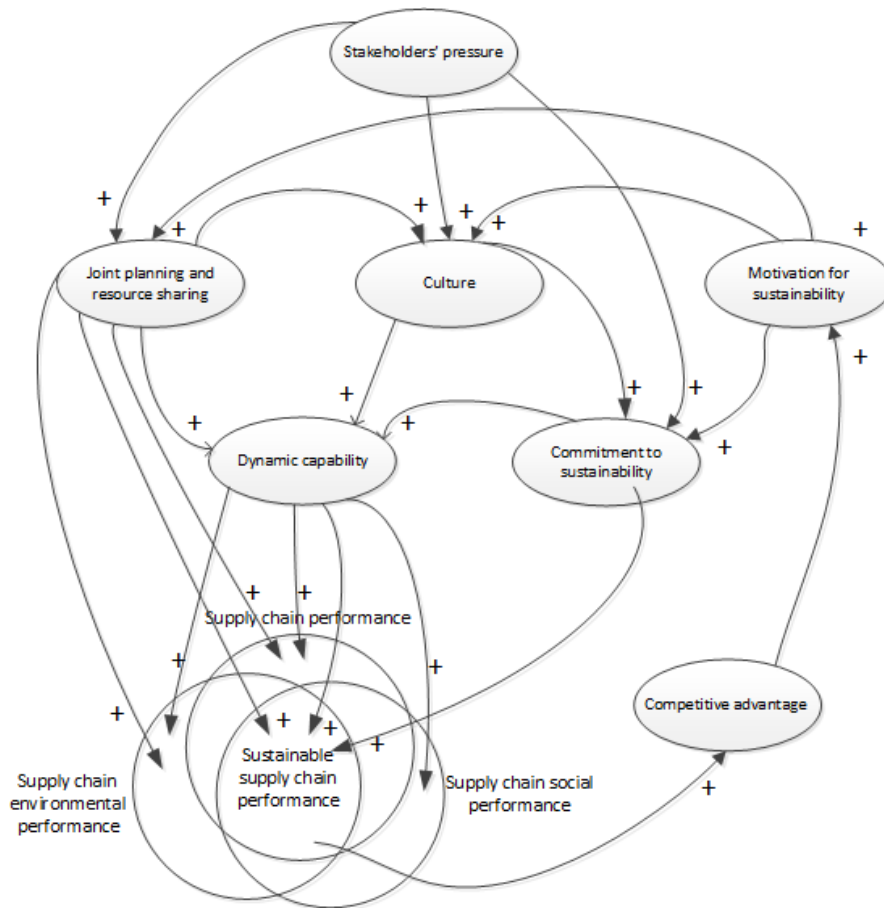 Stakeholders' pressure
+
+
+
+
+
+
+
Joint planning and
resource sharing
Culture
Motivation for
sustainability
+
+
+
+
+
+
+
Dynamic capability
Commitment to
sustainability
+
+
Supply chain performance
+
+
Competitive advantage
+
+
+
+
Sustainable
supply chain
performance
Supply chain
environmental
performance
Supply chain social
performance
+